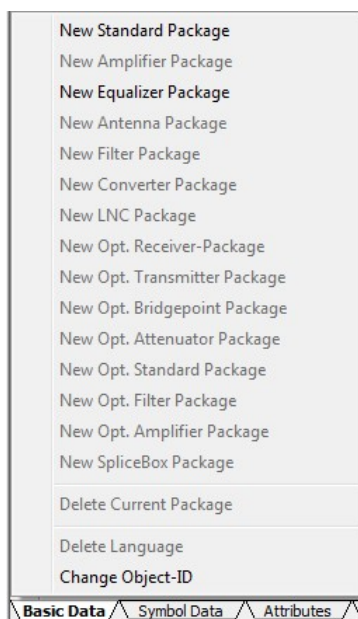 New Standard Package
New Amplifier Package
New Equalizer Package
New Antenna Package
New Filter Package
New Converter Package
New LNC Package
New Opt. Receiver-Package
New Opt. Transmitter Package
New Opt. Bridgepoint Package
New Opt. Attenuator Package
New Opt. Standard Package
New Opt. Filter Package
New Opt. Amplifier Package
New SpliceBox Package
Delete Current Package
Delete Language
Change Object-ID
Basic Data Symbol Data Attributes